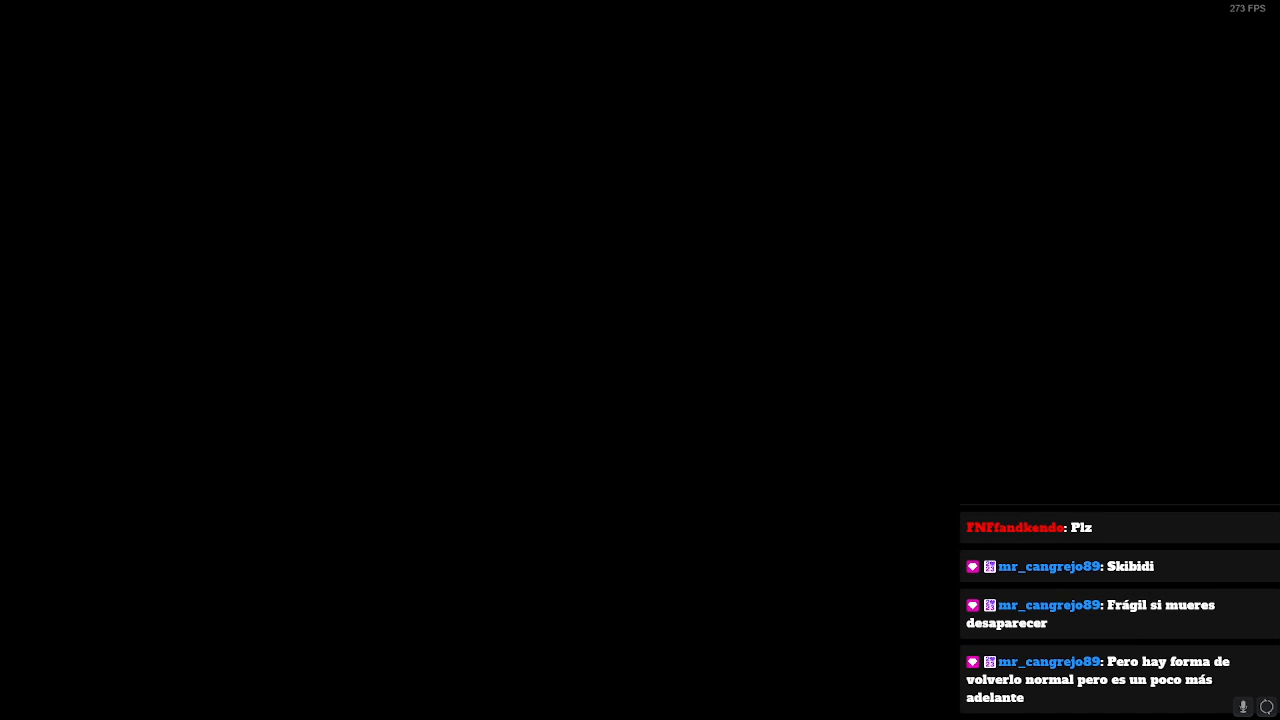 273 FPS
FNFfandkendo: Plz
mr_cangrejo89: Skibidi
mr_cangrejo89: Frágil si mueres
desaparecer
mr_cangrejo89: Pero hay forma de
volverlo normal pero es un poco más
adelante